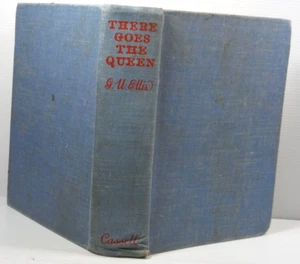 THERE
GOES
THE
QUEEN
G. U. Ellis
Cassell